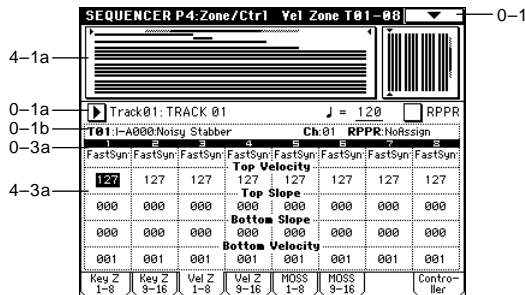 SEQUENCER P4:Zone/Ctrl Vel Zone T01-08
0–1
4–1a
0–1a
Track01: TRACK 01 ♩ = 120 RPPR
0–1b
T01:I-A000:Noisy Stabber Ch:01 RPPR:NoAssign
0–3a
1 2 3 4 5 6 7 8
FastSyn FastSyn FastSyn FastSyn FastSyn FastSyn FastSyn FastSyn
Top Velocity
4–3a
127 127 127 127 127 127 127 127
Top Slope
000 000 000 000 000 000 000 000
Bottom Slope
000 000 000 000 000 000 000 000
Bottom Velocity
001 001 001 001 001 001 001 001
Key Z 1-8 Key Z 9-16 Vel Z 1-8 Vel Z 9-16 MOSS 1-8 MOSS 9-16 Contro-ller